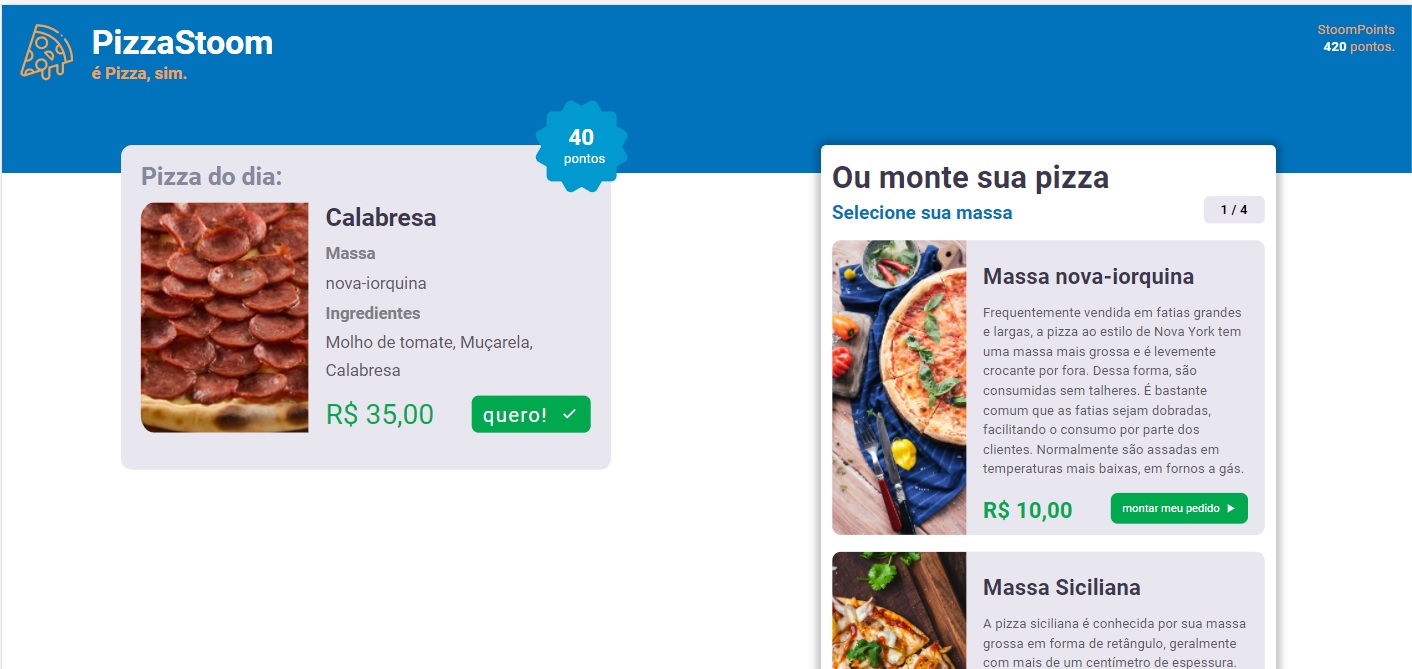 PizzaStoom
é Pizza, sim.
StoomPoints
420 pontos.
40
pontos
Pizza do dia:
Calabresa
Massa
nova-iorquina
Ingredientes
Molho de tomate, Muçarela,
Calabresa
R$ 35,00
quero!
Ou monte sua pizza
Selecione sua massa
1 / 4
Massa nova-iorquina
Frequentemente vendida em fatias grandes
e largas, a pizza ao estilo de Nova York tem
uma massa mais grossa e é levemente
crocante por fora. Dessa forma, são
consumidas sem talheres. É bastante
comum que as fatias sejam dobradas,
facilitando o consumo por parte dos
clientes. Normalmente são assadas em
temperaturas mais baixas, em fornos a gás.
R$ 10,00
montar meu pedido
Massa Siciliana
A pizza siciliana é conhecida por sua massa
grossa em forma de retângulo, geralmente
com mais de um centímetro de espessura.